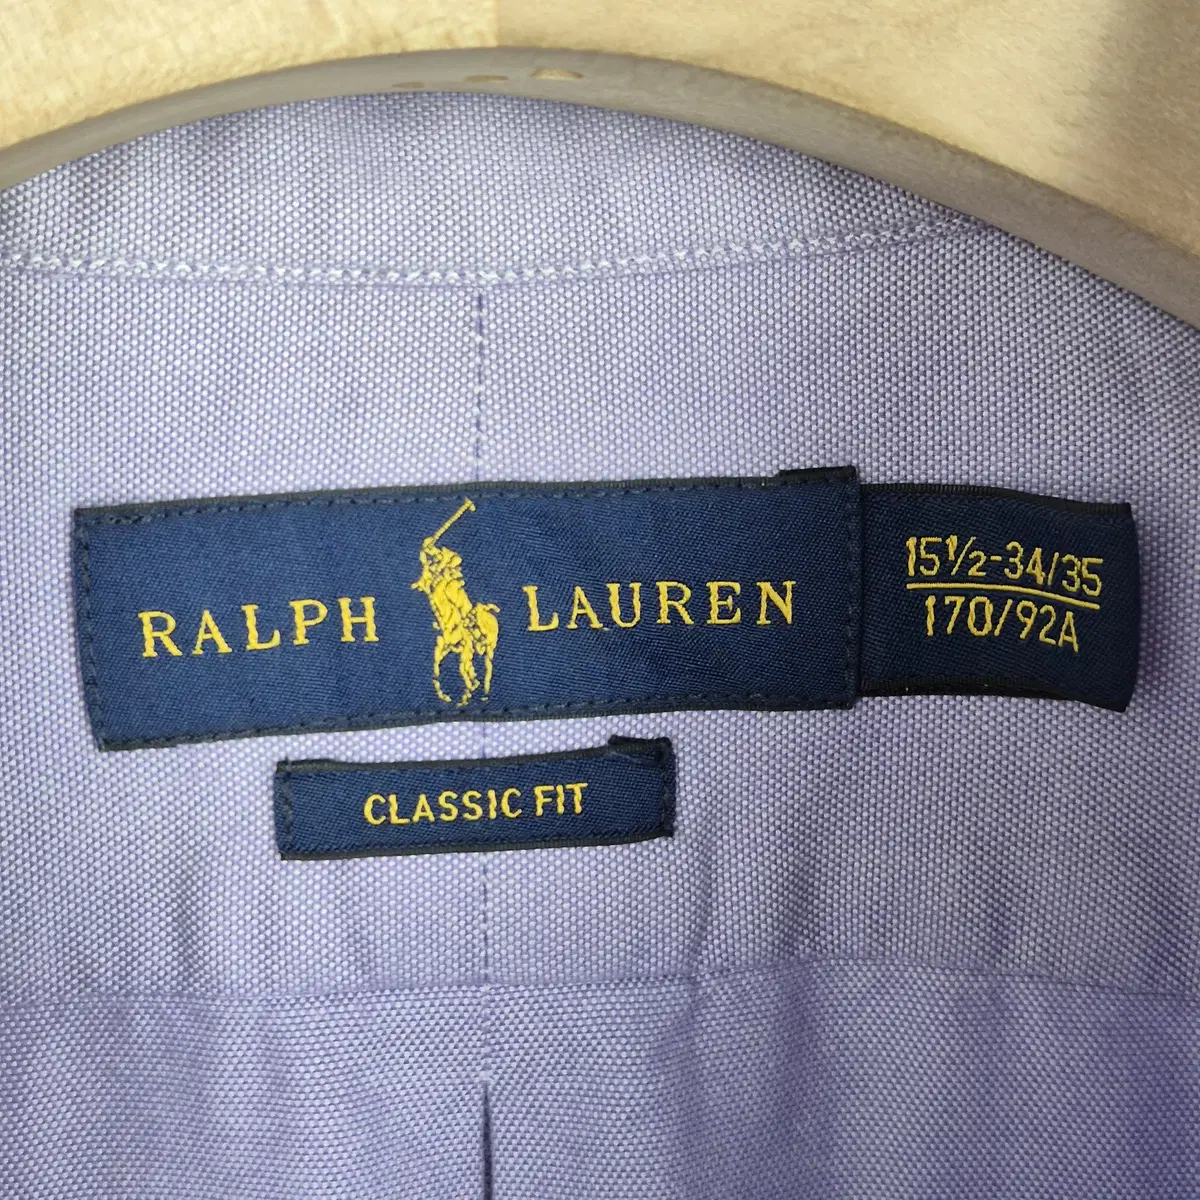 RALPH LAUREN
15½-34/35
170/92A
CLASSIC FIT